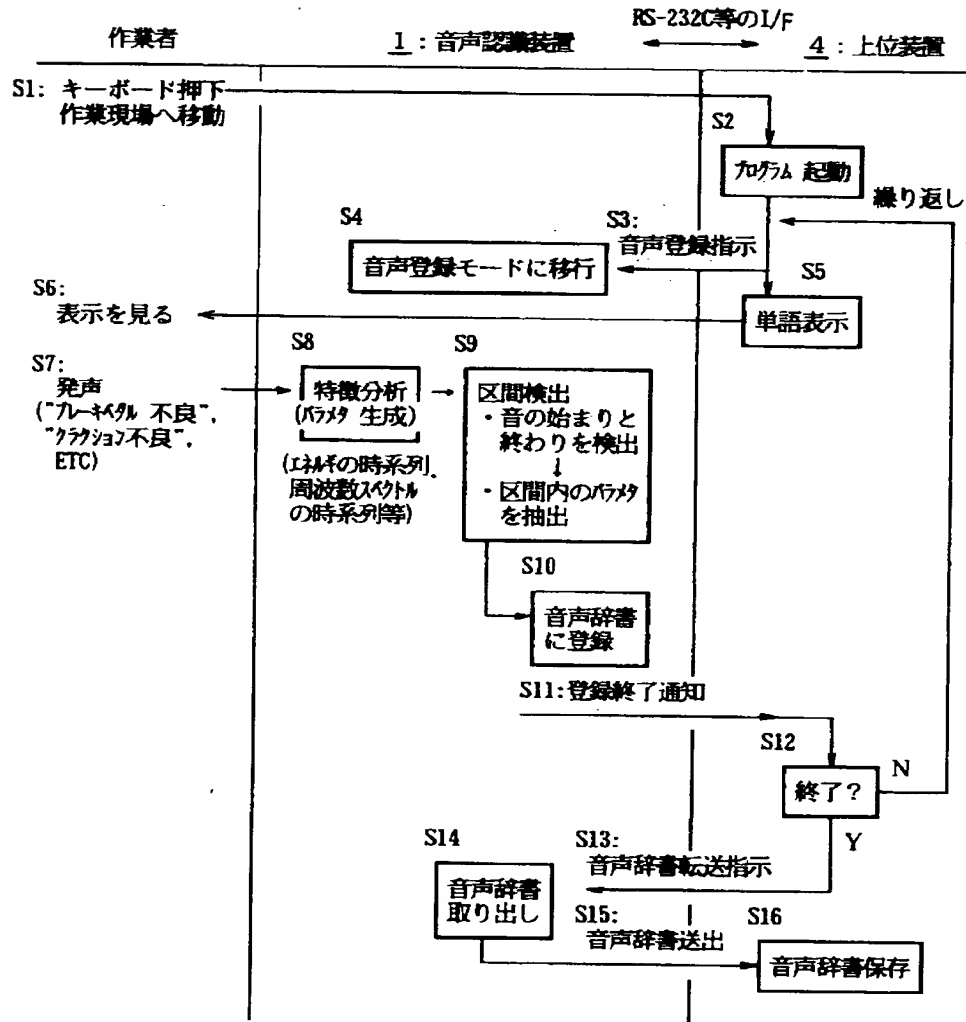 RS-232C等のI/F
作業者
1：音声認識装置
4：上位装置
S1: キーボード押下
作業現場へ移動
S2
プログラム 起動
繰り返し
S3:
音声登録指示
S4
音声登録モードに移行
S5
単語表示
S6:
表示を見る
S7:
発声
("ブレーキペダル 不良",
"クラクション不良",
ETC)
S8
特徴分析
(パラメタ 生成)
(エネルギの時系列,
周波数スペクトル
の時系列等)
S9
区間検出
・音の始まりと
終わりを検出
↓
・区間内のパラメタ
を抽出
S10
音声辞書
に登録
S11:登録終了通知
S12
終了？
N
Y
S13:
音声辞書転送指示
S14
音声辞書
取り出し
S15:
音声辞書送出
S16
音声辞書保存